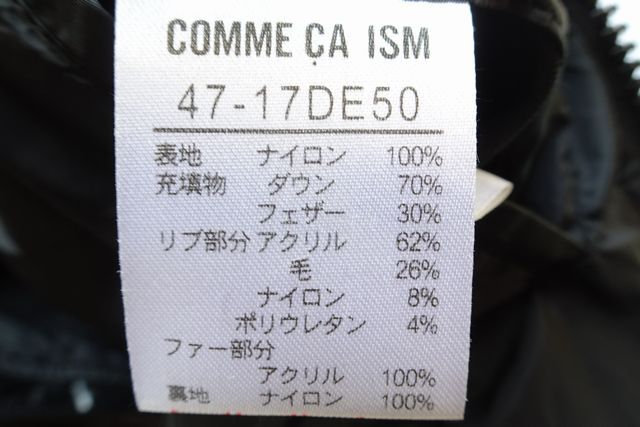 COMME ÇA ISM
47-17DE50
表地 ナイロン 100%
充填物 ダウン 70%
フェザー 30%
リブ部分 アクリル 62%
毛 26%
ナイロン 8%
ポリウレタン 4%
ファー部分
アクリル 100%
裏地 ナイロン 100%